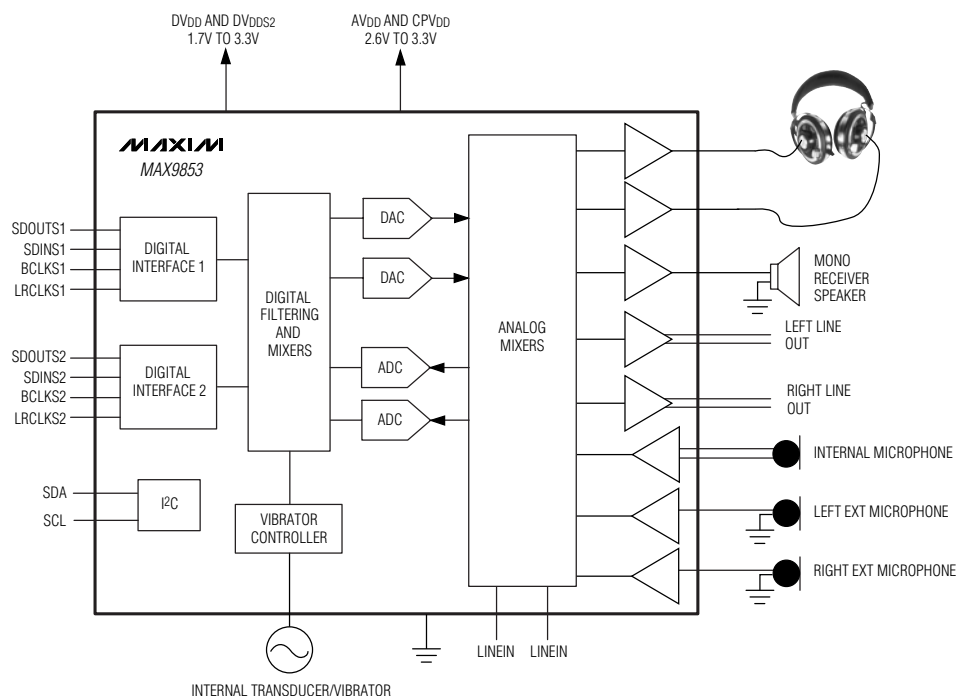 DVDD AND DVDDS2
1.7V TO 3.3V
AVDD AND CPVDD
2.6V TO 3.3V
MAXIM
MAX9853
SDOUTS1
SDINS1
BCLKS1
LRCLKS1
DIGITAL
INTERFACE 1
SDOUTS2
SDINS2
BCLKS2
LRCLKS2
DIGITAL
INTERFACE 2
SDA
SCL
I2C
DIGITAL
FILTERING
AND
MIXERS
VIBRATOR
CONTROLLER
DAC
DAC
ADC
ADC
ANALOG
MIXERS
MONO
RECEIVER
SPEAKER
LEFT LINE
OUT
RIGHT LINE
OUT
INTERNAL MICROPHONE
LEFT EXT MICROPHONE
RIGHT EXT MICROPHONE
LINEIN
LINEIN
INTERNAL TRANSDUCER/VIBRATOR